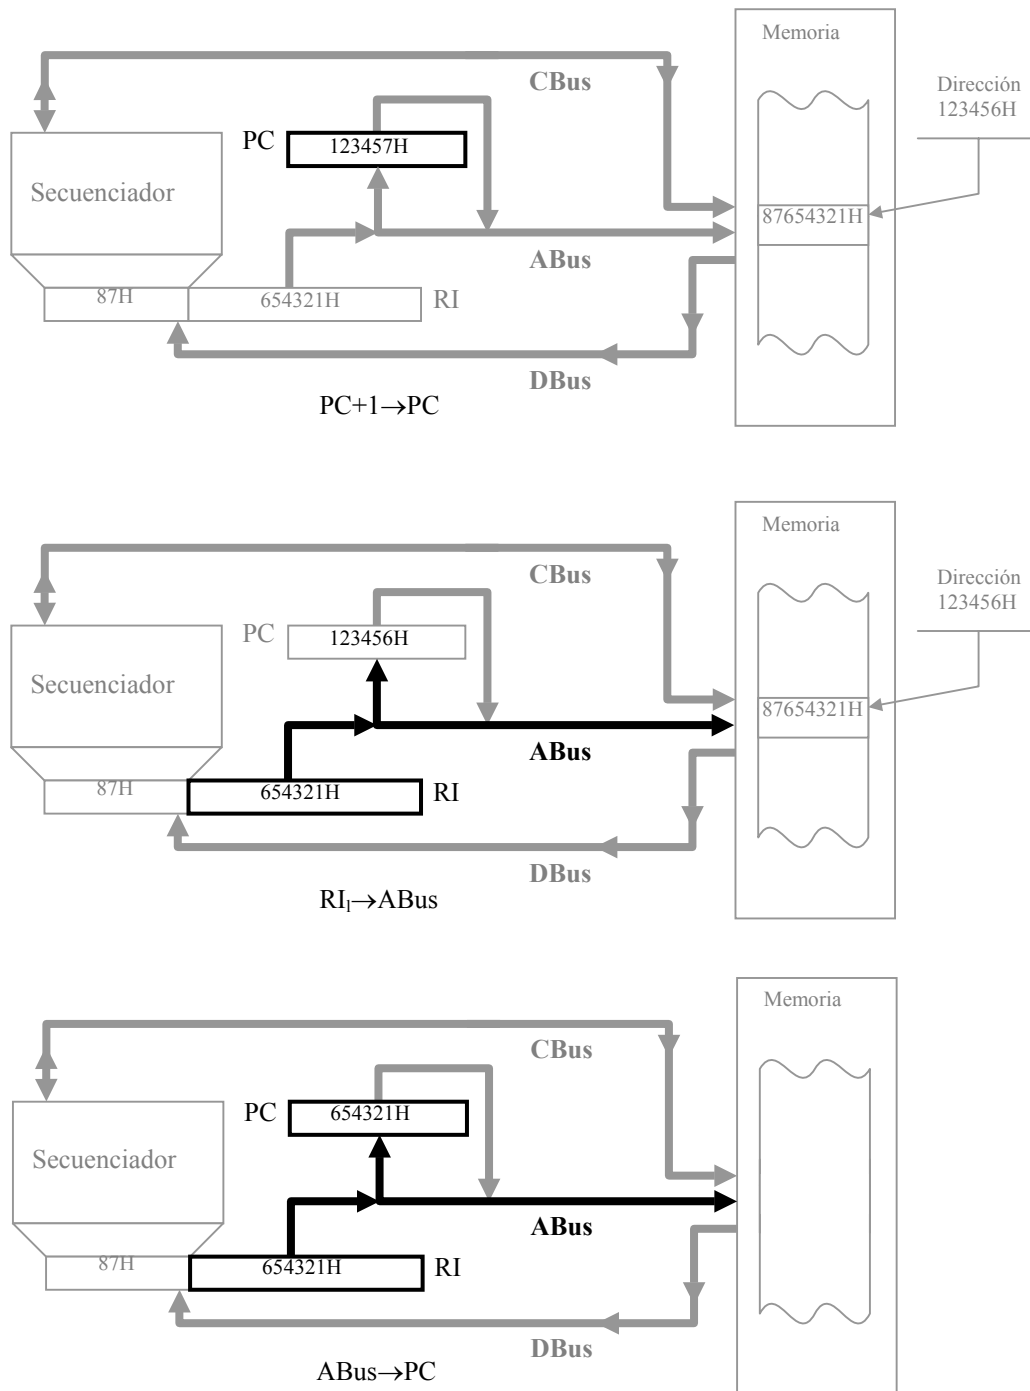 Memoria
CBus
Dirección
123456H
PC
123457H
Secuenciador
87654321H
ABus
87H
654321H
RI
DBus
PC+1→PC
Memoria
CBus
Dirección
123456H
PC
123456H
Secuenciador
87654321H
ABus
87H
654321H
RI
DBus
RIl→ABus
Memoria
CBus
PC
654321H
Secuenciador
ABus
87H
654321H
RI
DBus
ABus→PC